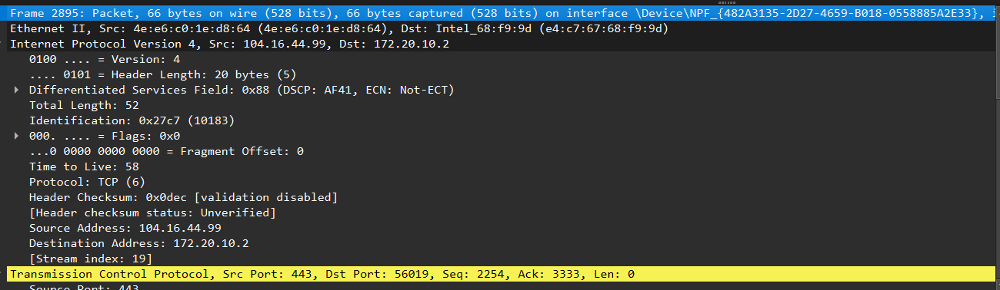 Frame 2895: Packet, 66 bytes on wire (528 bits), 66 bytes captured (528 bits) on interface \Device\NPF_{482A3135-2D27-4659-B018-0558885A2E33}, i
Ethernet II, Src: 4e:e6:c0:1e:d8:64 (4e:e6:c0:1e:d8:64), Dst: Intel_68:f9:9d (e4:c7:67:68:f9:9d)
Internet Protocol Version 4, Src: 104.16.44.99, Dst: 172.20.10.2
0100 .... = Version: 4
.... 0101 = Header Length: 20 bytes (5)
Differentiated Services Field: 0x88 (DSCP: AF41, ECN: Not-ECT)
Total Length: 52
Identification: 0x27c7 (10183)
000. .... = Flags: 0x0
...0 0000 0000 0000 = Fragment Offset: 0
Time to Live: 58
Protocol: TCP (6)
Header Checksum: 0x0dec [validation disabled]
[Header checksum status: Unverified]
Source Address: 104.16.44.99
Destination Address: 172.20.10.2
[Stream index: 19]
Transmission Control Protocol, Src Port: 443, Dst Port: 56019, Seq: 2254, Ack: 3333, Len: 0
Source Port: 443